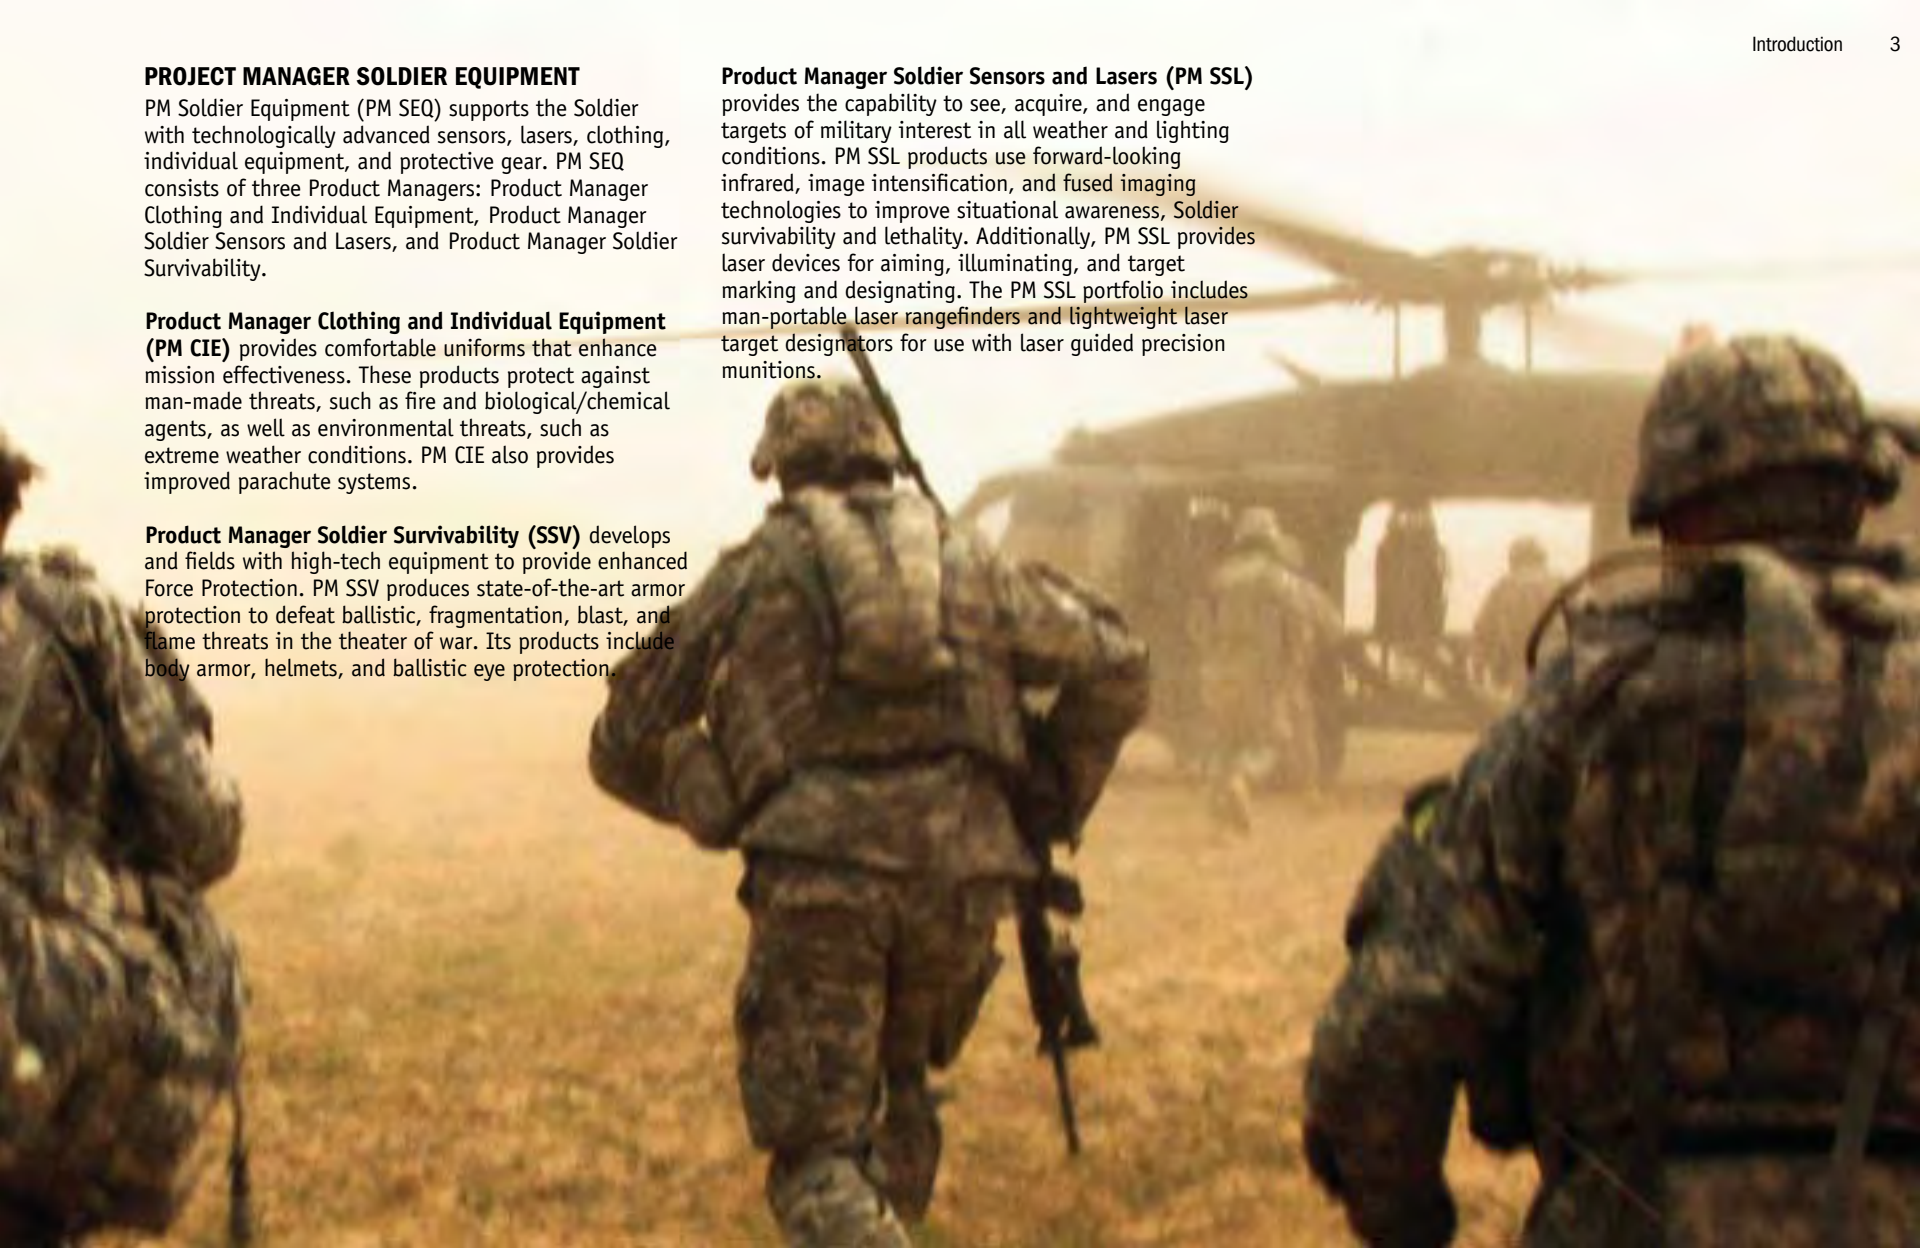 Introduction 3
PROJECT MANAGER SOLDIER EQUIPMENT
PM Soldier Equipment (PM SEQ) supports the Soldier
with technologically advanced sensors, lasers, clothing,
individual equipment, and protective gear. PM SEQ
consists of three Product Managers: Product Manager
Clothing and Individual Equipment, Product Manager
Soldier Sensors and Lasers, and Product Manager Soldier
Survivability.
Product Manager Clothing and Individual Equipment
(PM CIE) provides comfortable uniforms that enhance
mission effectiveness. These products protect against
man-made threats, such as fire and biological/chemical
agents, as well as environmental threats, such as
extreme weather conditions. PM CIE also provides
improved parachute systems.
Product Manager Soldier Survivability (SSV) develops
and fields with high-tech equipment to provide enhanced
Force Protection. PM SSV produces state-of-the-art armor
protection to defeat ballistic, fragmentation, blast, and
flame threats in the theater of war. Its products include
body armor, helmets, and ballistic eye protection.
Product Manager Soldier Sensors and Lasers (PM SSL)
provides the capability to see, acquire, and engage
targets of military interest in all weather and lighting
conditions. PM SSL products use forward-looking
infrared, image intensification, and fused imaging
technologies to improve situational awareness, Soldier
survivability and lethality. Additionally, PM SSL provides
laser devices for aiming, illuminating, and target
marking and designating. The PM SSL portfolio includes
man-portable laser rangefinders and lightweight laser
target designators for use with laser guided precision
munitions.